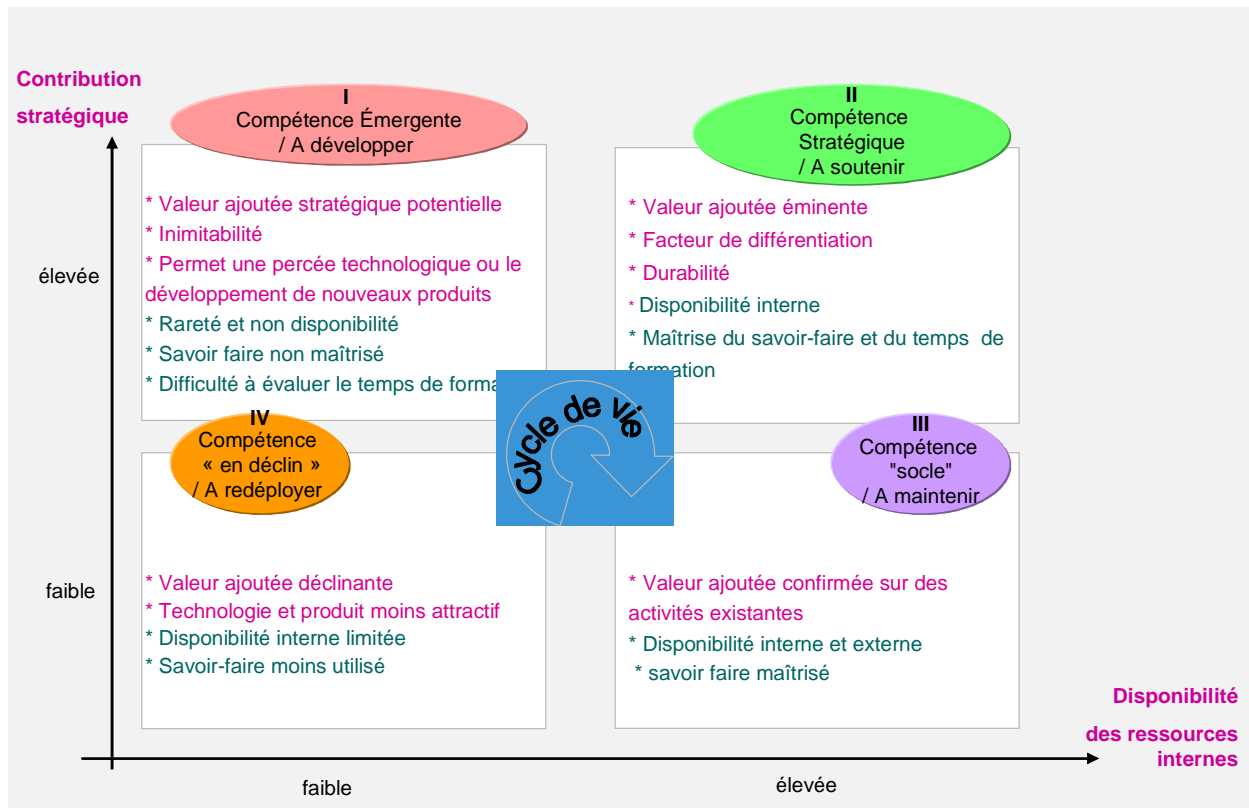 Contribution
stratégique
I
Compétence Émergente
/ A développer
II
Compétence
Stratégique
/ A soutenir
élevée
* Valeur ajoutée stratégique potentielle
* Inimitabilité
* Permet une percée technologique ou le
développement de nouveaux produits
* Rareté et non disponibilité
* Savoir faire non maîtrisé
* Difficulté à évaluer le temps de forma
* Valeur ajoutée éminente
* Facteur de différentiation
* Durabilité
* Disponibilité interne
* Maîtrise du savoir-faire et du temps de
formation
Cycle de vie
IV
Compétence
« en déclin »
/ A redéployer
III
Compétence
"socle"
/ A maintenir
faible
* Valeur ajoutée déclinante
* Technologie et produit moins attractif
* Disponibilité interne limitée
* Savoir-faire moins utilisé
* Valeur ajoutée confirmée sur des
activités existantes
* Disponibilité interne et externe
* savoir faire maîtrisé
Disponibilité
des ressources
internes
faible
élevée